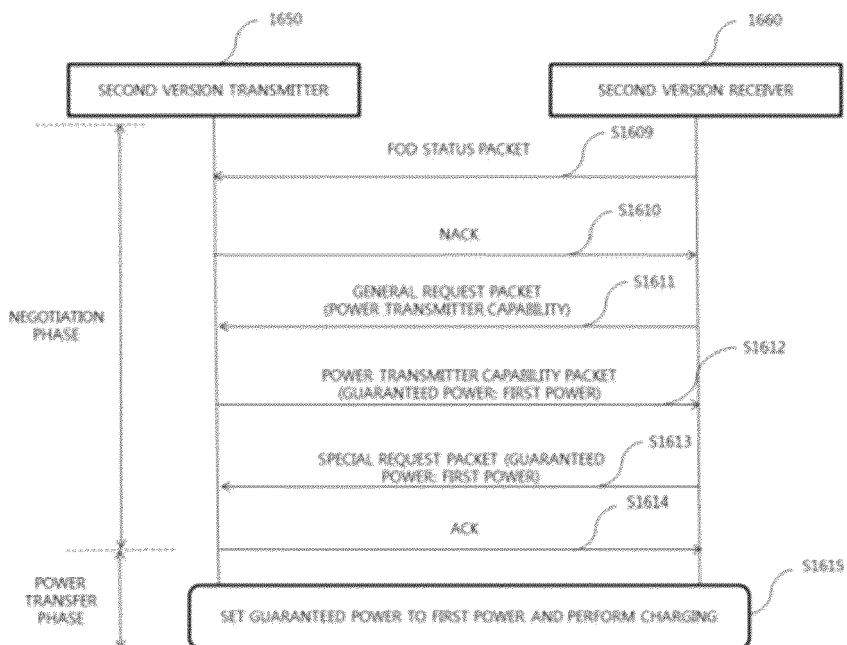 1650
1660
SECOND VERSION TRANSMITTER
SECOND VERSION RECEIVER
S1609
FOD STATUS PACKET
S1610
NACK
S1611
GENERAL REQUEST PACKET
(POWER TRANSMITTER CAPABILITY)
NEGOTIATION
PHASE
S1612
POWER TRANSMITTER CAPABILITY PACKET
(GUARANTEED POWER: FIRST POWER)
S1613
SPECIAL REQUEST PACKET (GUARANTEED
POWER: FIRST POWER)
S1614
ACK
S1615
POWER
TRANSFER
PHASE
SET GUARANTEED POWER TO FIRST POWER AND PERFORM CHARGING